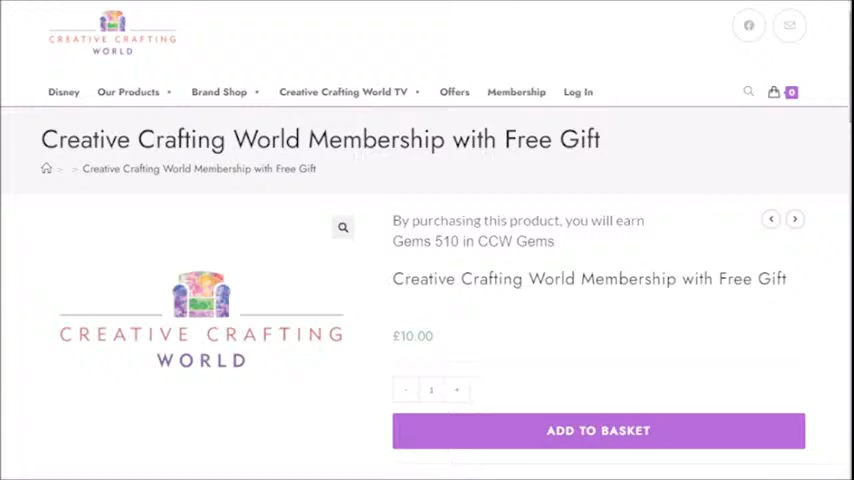 CREATIVE CRAFTING
WORLD
Disney Our Products Brand Shop Creative Crafting World TV Offers Membership Log In 0
Creative Crafting World Membership with Free Gift
> > Creative Crafting World Membership with Free Gift
By purchasing this product, you will earn
Gems 510 in CCW Gems
Creative Crafting World Membership with Free Gift
£10.00
- 1 +
ADD TO BASKET
CREATIVE CRAFTING
WORLD